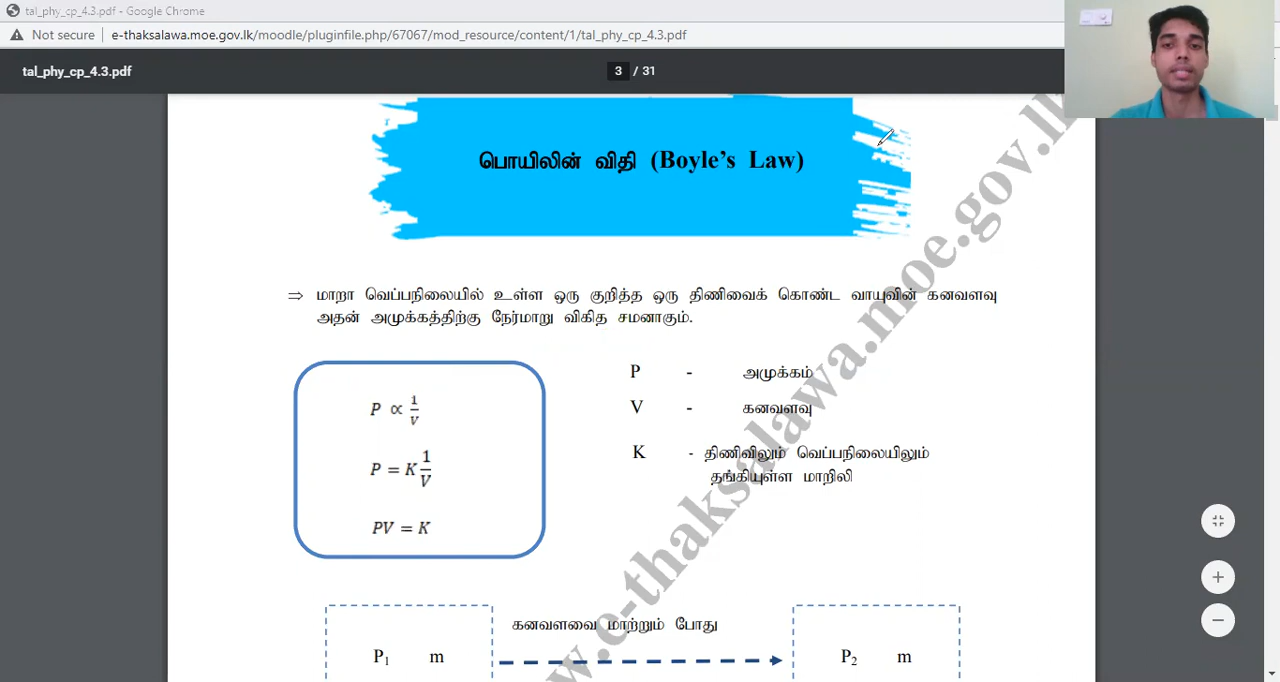 tal_phy_cp_4.3.pdf - Google Chrome
Not secure | e-thaksalawa.moe.gov.lk/moodle/pluginfile.php/67067/mod_resource/content/1/tal_phy_cp_4.3.pdf
tal_phy_cp_4.3.pdf 3 / 31
பொயிலின் விதி (Boyle's Law)
⇒ மாறா வெப்பநிலையில் உள்ள ஒரு குறித்த ஒரு திணிவைக் கொண்ட வாயுவின் கனவளவு
அதன் அமுக்கத்திற்கு நேர்மாறு விகித சமனாகும்.
P ∝ 1/V
P = K 1/V
PV = K
P - அமுக்கம்
V - கனவளவு
K - திணிவிலும் வெப்பநிலையிலும்
தங்கியுள்ள மாறிலி
கனவளவை மாற்றும் போது
P₁ m
P₂ m
www.e-thaksalawa.moe.gov.lk